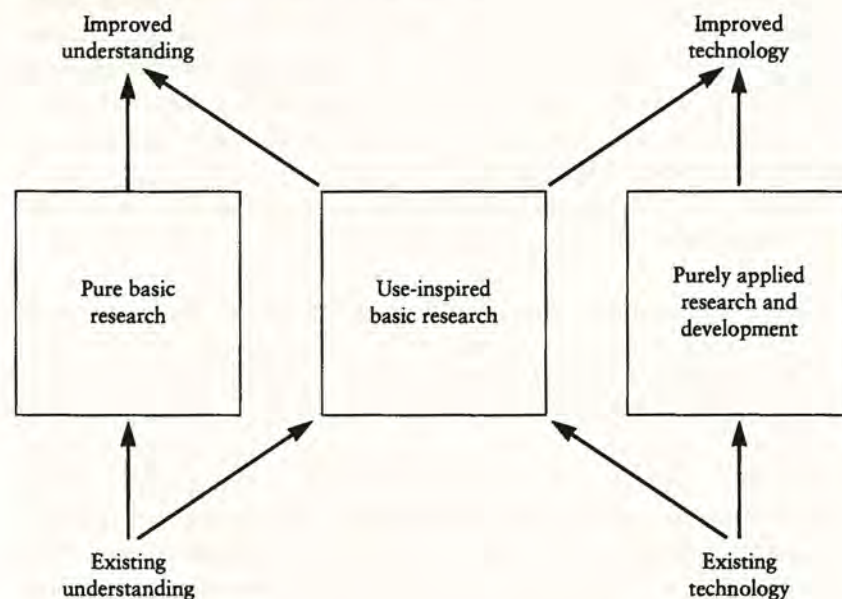 Improved
understanding
Improved
technology
Pure basic
research
Use-inspired
basic research
Purely applied
research and
development
Existing
understanding
Existing
technology